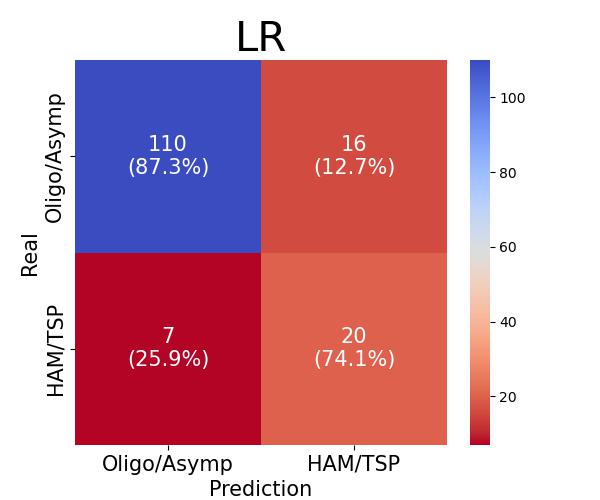 LR
Real
Oligo/Asymp
HAM/TSP
110
(87.3%)
16
(12.7%)
7
(25.9%)
20
(74.1%)
Oligo/Asymp
HAM/TSP
Prediction
100
80
60
40
20